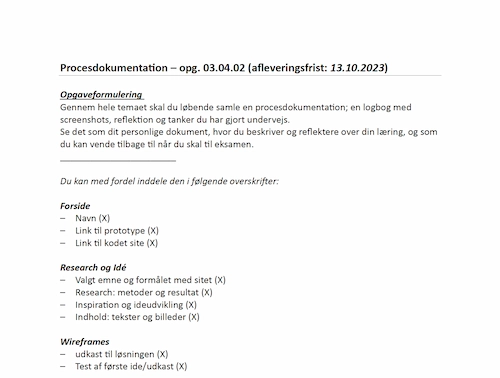 Procesdokumentation – opg. 03.04.02 (afleveringsfrist: 13.10.2023)
Opgaveformulering
Gennem hele temaet skal du løbende samle en procesdokumentation; en logbog med
screenshots, reflektion og tanker du har gjort undervejs.
Se det som dit personlige dokument, hvor du beskriver og reflektere over din læring, og som
du kan vende tilbage til når du skal til eksamen.
Du kan med fordel inddele den i følgende overskrifter:
Forside
– Navn (X)
– Link til prototype (X)
– Link til kodet site (X)
Research og Idé
– Valgt emne og formålet med sitet (X)
– Research: metoder og resultat (X)
– Inspiration og ideudvikling (X)
– Indhold: tekster og billeder (X)
Wireframes
– udkast til løsningen (X)
– Test af første ide/udkast (X)